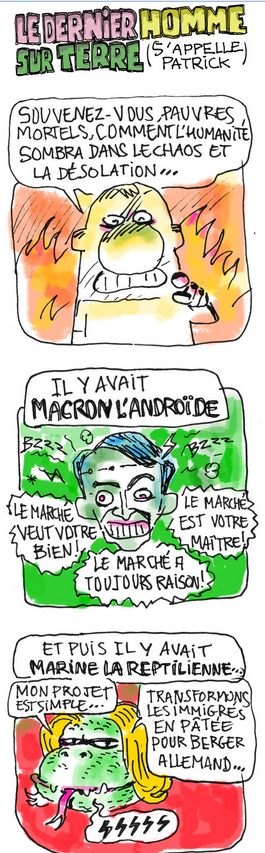 LE DERNIER HOMME
SUR TERRE (S'APPELLE
PATRICK)
SOUVENEZ-VOUS, PAUVRES
MORTELS, COMMENT L'HUMANITÉ
SOMBRA DANS LE CHAOS ET
LA DÉSOLATION...
IL Y AVAIT
MACRON L'ANDROÏDE
BZZZ
BZZZ
LE MARCHÉ
VEUT VOTRE
BIEN!
LE MARCHÉ
EST VOTRE
MAÎTRE!
LE MARCHÉ A
TOUJOURS RAISON!
ET PUIS IL Y AVAIT
MARINE LA REPTILIENNE...
MON PROJET
EST SIMPLE...
TRANSFORMONS
LES IMMIGRÉS
EN PÂTÉE
POUR BERGER
ALLEMAND...
SSSSS